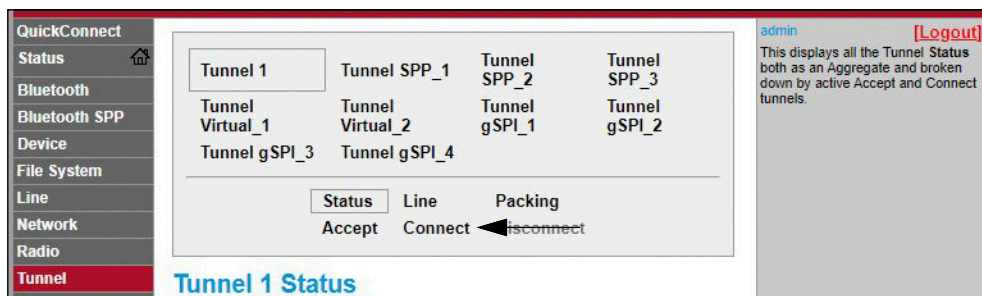 QuickConnect
Status
Bluetooth
Bluetooth SPP
Device
File System
Line
Network
Radio
Tunnel
Tunnel 1
Tunnel SPP_1
Tunnel
SPP_2
Tunnel
SPP_3
Tunnel
Virtual_1
Tunnel
Virtual_2
Tunnel
gSPI_1
Tunnel
gSPI_2
Tunnel gSPI_3
Tunnel gSPI_4
Status
Line
Packing
Accept
Connect
Tunnel 1 Status
admin
[Logout]
This displays all the Tunnel Status
both as an Aggregate and broken
down by active Accept and Connect
tunnels.